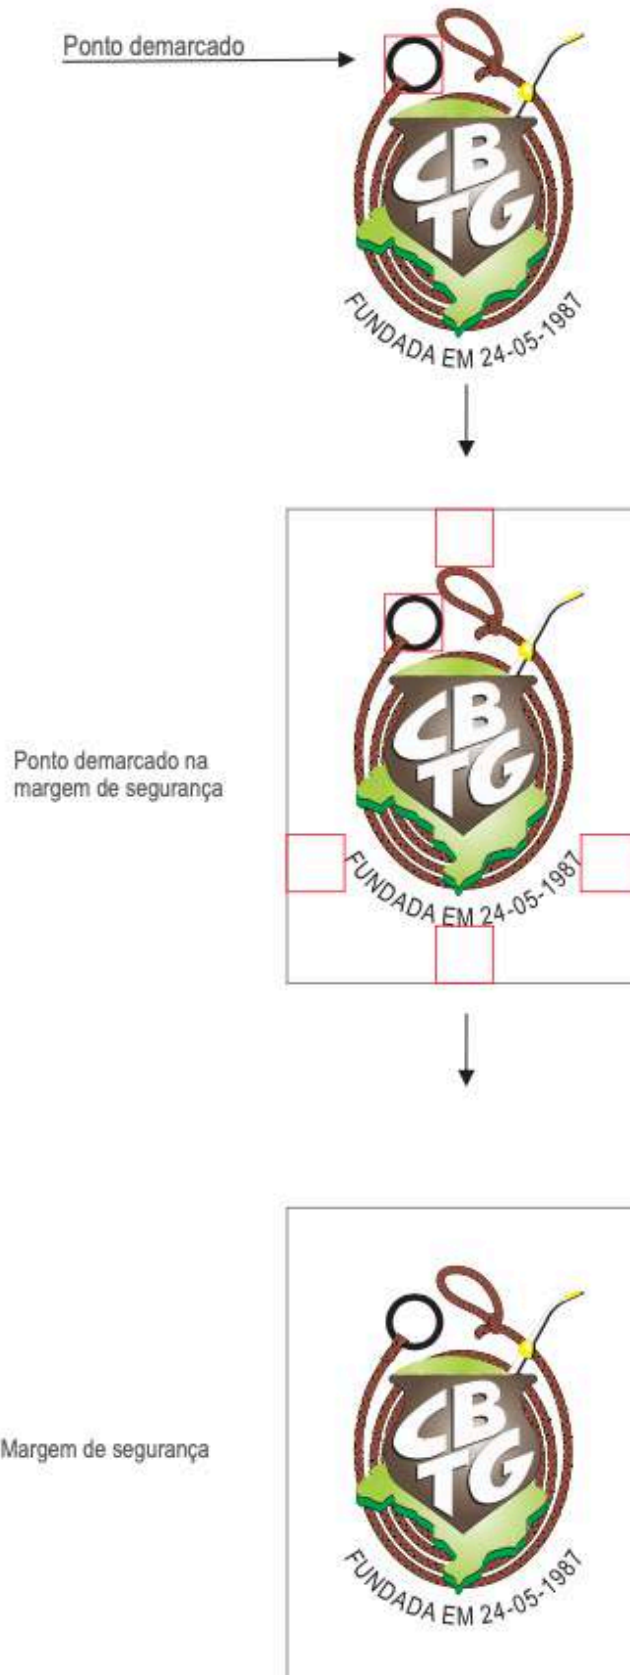 Ponto demarcado
CB
TG
FUNDADA EM 24-05-1987
Ponto demarcado na
margem de segurança
CB
TG
FUNDADA EM 24-05-1987
Margem de segurança
CB
TG
FUNDADA EM 24-05-1987